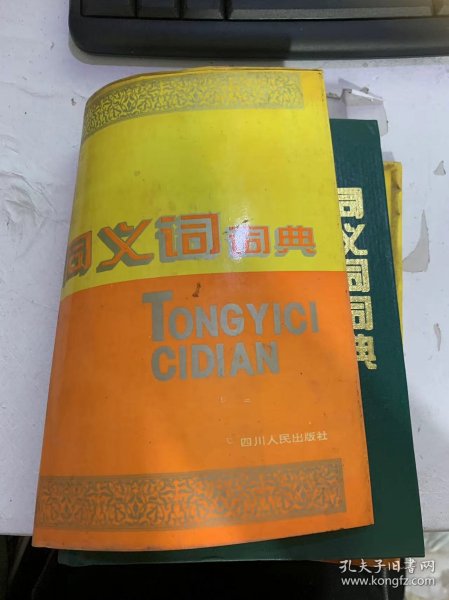 同义词词典
TONGYICI
CIDIAN
四川人民出版社
同义词词典
孔夫子旧书网
www.kongfz.com